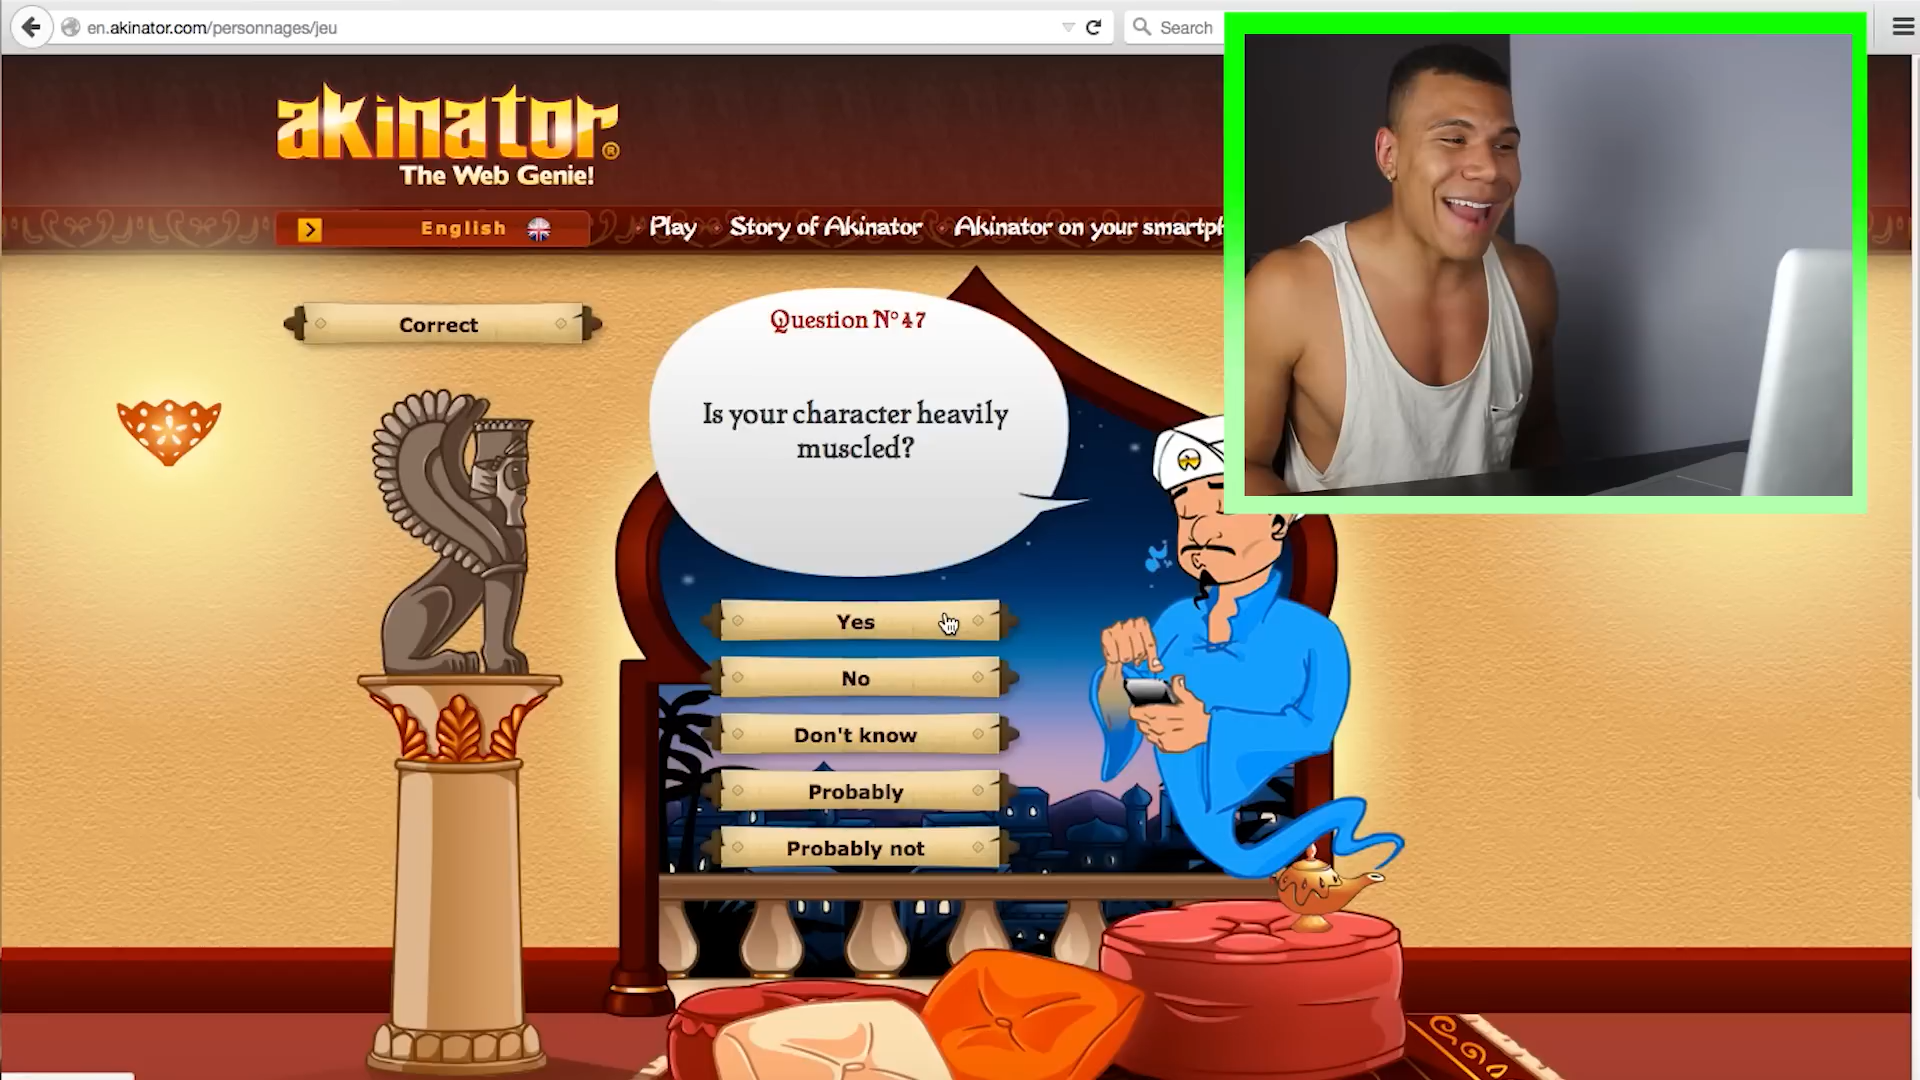 en.akinator.com/personnages/jeu
Search
akinator®
The Web Genie!
English
Play
Story of Akinator
Akinator on your smartph
Correct
Question N°47
Is your character heavily
muscled?
Yes
No
Don't know
Probably
Probably not